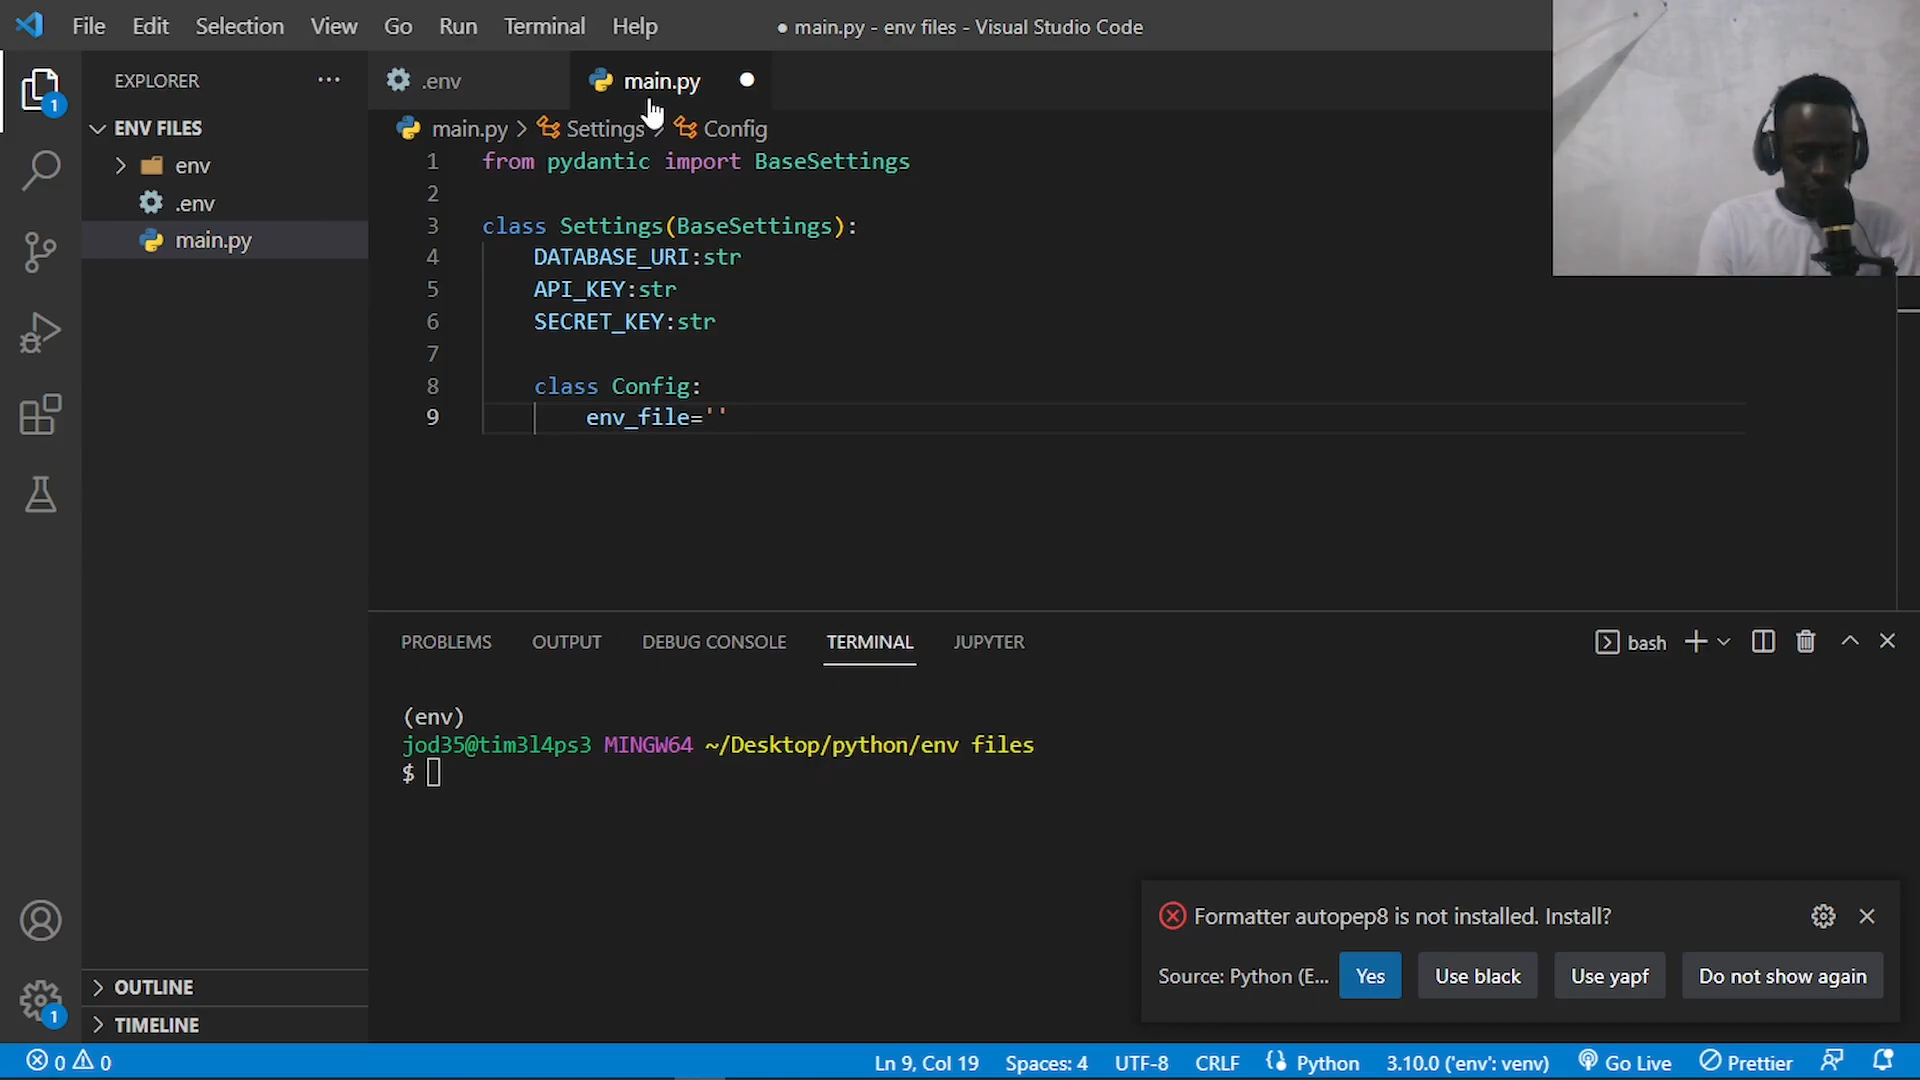 File Edit Selection View Go Run Terminal Help
● main.py - env files - Visual Studio Code
EXPLORER ···
.env
main.py
ENV FILES
env
.env
main.py
main.py > Settings > Config
1 from pydantic import BaseSettings
2
3 class Settings(BaseSettings):
4 DATABASE_URI:str
5 API_KEY:str
6 SECRET_KEY:str
7
8 class Config:
9 env_file=''
PROBLEMS OUTPUT DEBUG CONSOLE TERMINAL JUPYTER
bash
(env)
jod35@tim3l4ps3 MINGW64 ~/Desktop/python/env files
$
1
1
OUTLINE
TIMELINE
Formatter autopep8 is not installed. Install?
Source: Python (E... Yes Use black Use yapf Do not show again
0 0 Ln 9, Col 19 Spaces: 4 UTF-8 CRLF Python 3.10.0 ('env': venv) Go Live Prettier